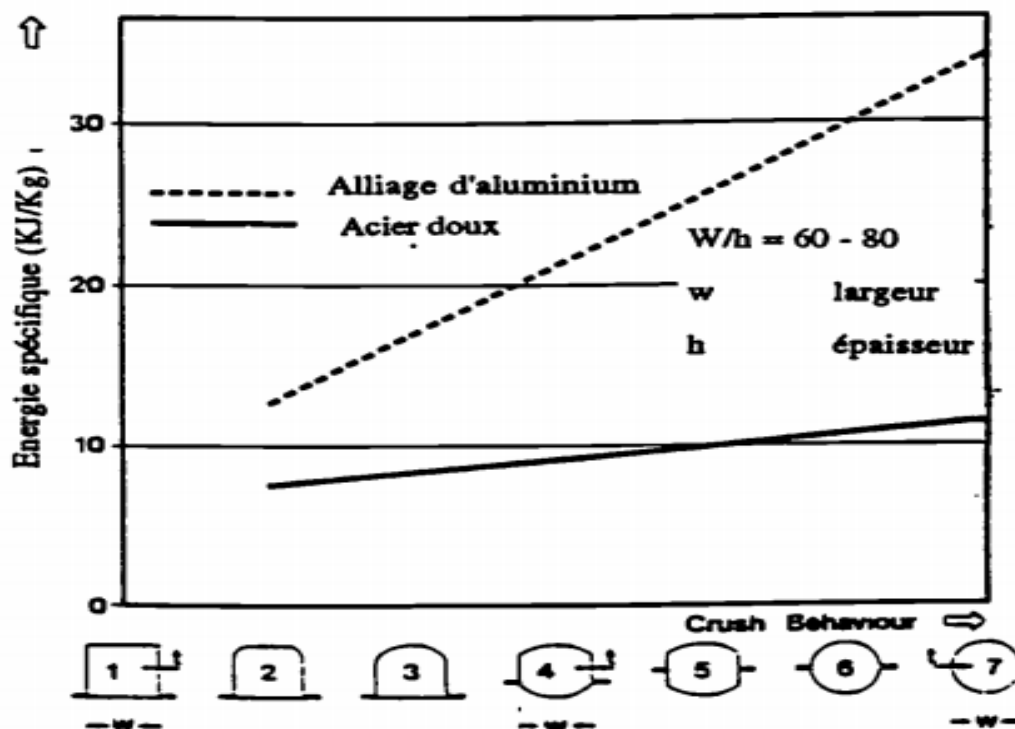 Energie spécifique (KJ/Kg)
30
20
10
0
Alliage d'aluminium
Acier doux
W/h = 60 - 80
w largeur
h épaisseur
Crush Behaviour
1 2 3 4 5 6 7
w w w